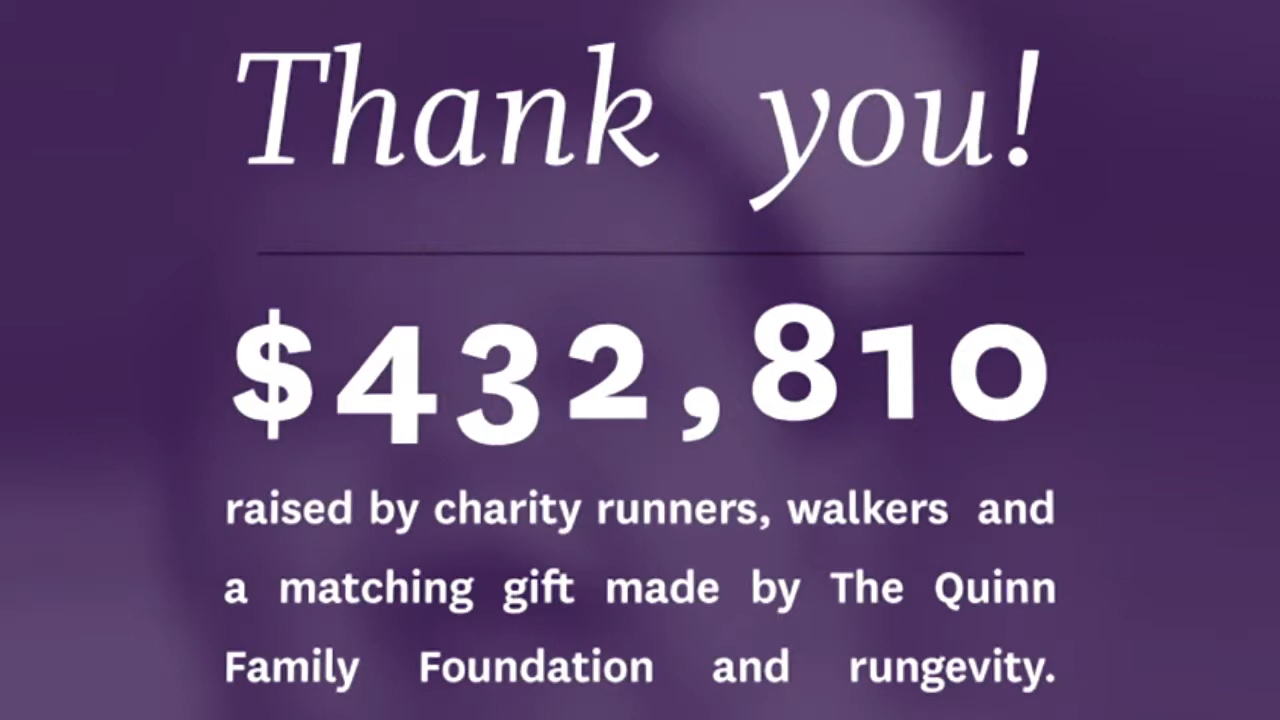 Thank you!
$432,810
raised by charity runners, walkers and
a matching gift made by The Quinn
Family Foundation and rungevity.